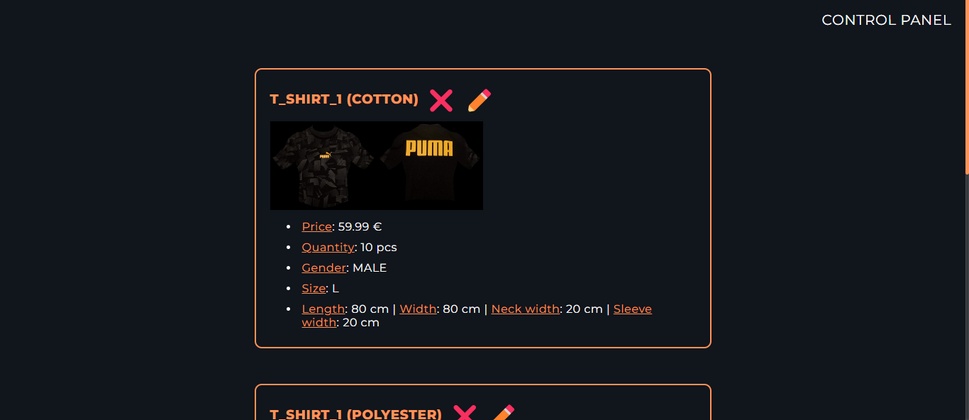 CONTROL PANEL
T_SHIRT_1 (COTTON)
PUMA
• Price: 59.99 €
• Quantity: 10 pcs
• Gender: MALE
• Size: L
• Length: 80 cm | Width: 80 cm | Neck width: 20 cm | Sleeve
width: 20 cm
T_SHIRT_1 (POLYESTER)